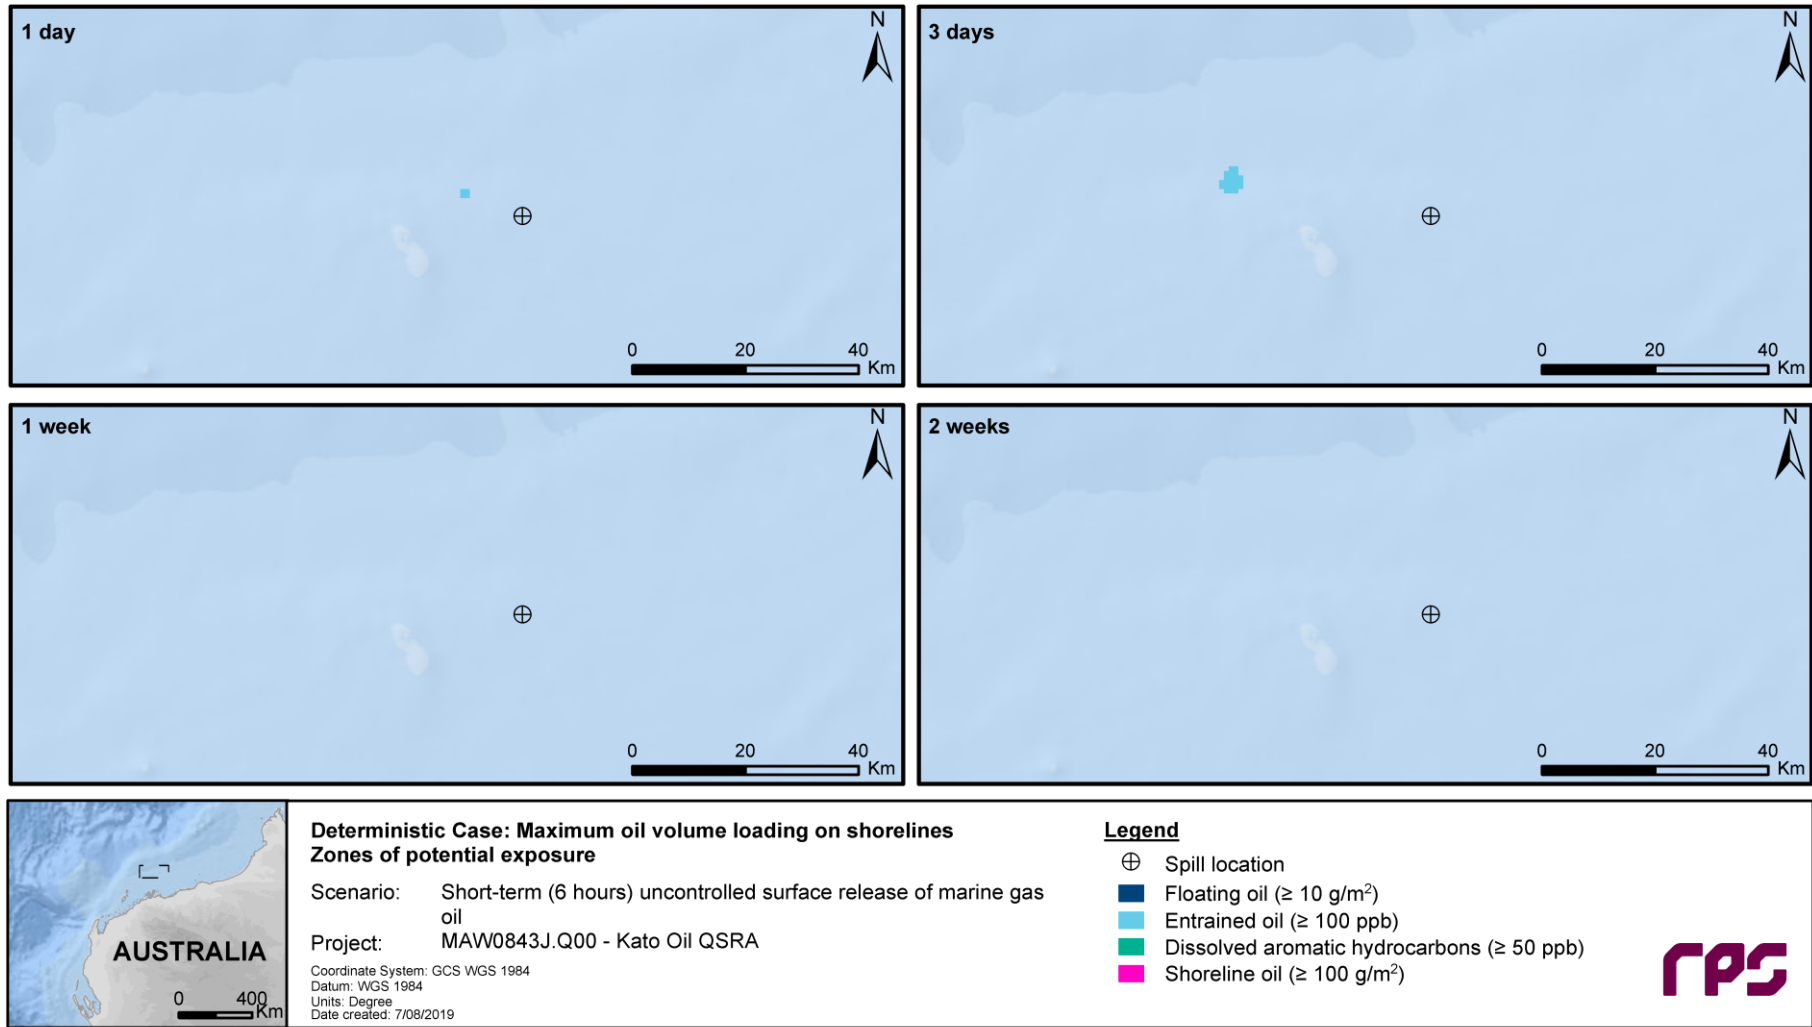 1 day
N
0 20 40
Km
3 days
N
0 20 40
Km
1 week
N
0 20 40
Km
2 weeks
N
0 20 40
Km
AUSTRALIA
0 400
Km
Deterministic Case: Maximum oil volume loading on shorelines
Zones of potential exposure
Scenario: Short-term (6 hours) uncontrolled surface release of marine gas
oil
Project: MAW0843J.Q00 - Kato Oil QSRA
Coordinate System: GCS WGS 1984
Datum: WGS 1984
Units: Degree
Date created: 7/08/2019
Legend
Spill location
Floating oil (≥ 10 g/m²)
Entrained oil (≥ 100 ppb)
Dissolved aromatic hydrocarbons (≥ 50 ppb)
Shoreline oil (≥ 100 g/m²)
rps